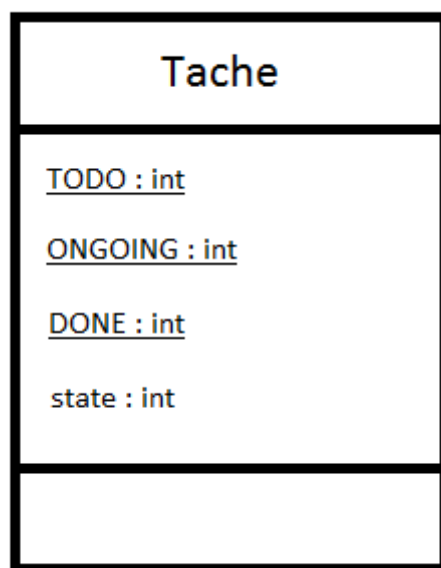 Tache
TODO : int
ONGOING : int
DONE : int
state : int